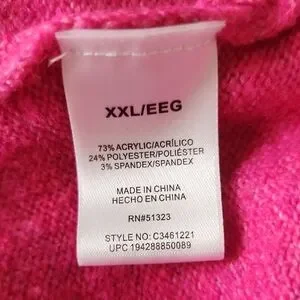 XXL/EEG
73% ACRYLIC/ACRÍLICO
24% POLYESTER/POLIÉSTER
3% SPANDEX/SPANDEX
MADE IN CHINA
HECHO EN CHINA
RN#51323
STYLE NO: C3461221
UPC 194288850089